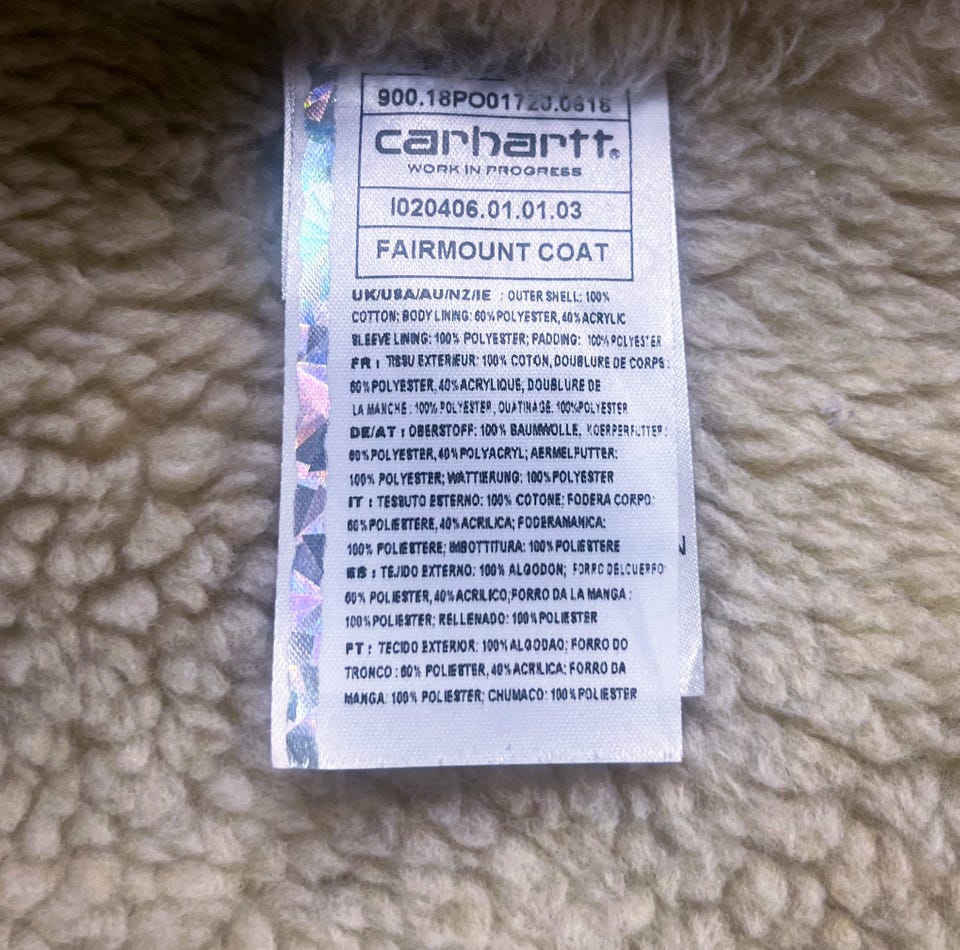 900.18PO01723.0618
carhartt®
WORK IN PROGRESS
I020406.01.01.03
FAIRMOUNT COAT
UK/USA/AU/NZ/IE : OUTER SHELL: 100%
COTTON; BODY LINING: 60%POLYESTER,40%ACRYLIC
SLEEVE LINING: 100% POLYESTER; PADDING: 100%POLYESTER
FR : TISSU EXTERIEUR: 100% COTON, DOUBLURE DE CORPS:
60%POLYESTER, 40%ACRYLIQUE, DOUBLURE DE
LA MANCHE : 100%POLYESTER, OUATINAGE: 100%POLYESTER
DE/AT : OBERSTOFF: 100% BAUMWOLLE, KOERPERFUTTER:
60%POLYESTER, 40%POLYACRYL; AERMELFUTTER:
100% POLYESTER; WATTIERUNG: 100%POLYESTER
IT : TESSUTO ESTERNO: 100% COTONE; FODERA CORPO:
60%POLIESTERE, 40%ACRILICA; FODERAMANICA:
100% POLIESTERE; IMBOTTITURA: 100%POLIESTERE
ES : TEJIDO EXTERNO: 100% ALGODON; FORRO DELCUERPO
60% POLIESTER, 40%ACRILICO;FORRO DA LA MANGA :
100%POLIESTER; RELLENADO: 100%POLIESTER
PT : TECIDO EXTERIOR: 100%ALGODAO; FORRO DO
TRONCO : 60% POLIESTER, 40%ACRILICA; FORRO DA
MANGA: 100% POLIESTER; CHUMACO: 100%POLIESTER